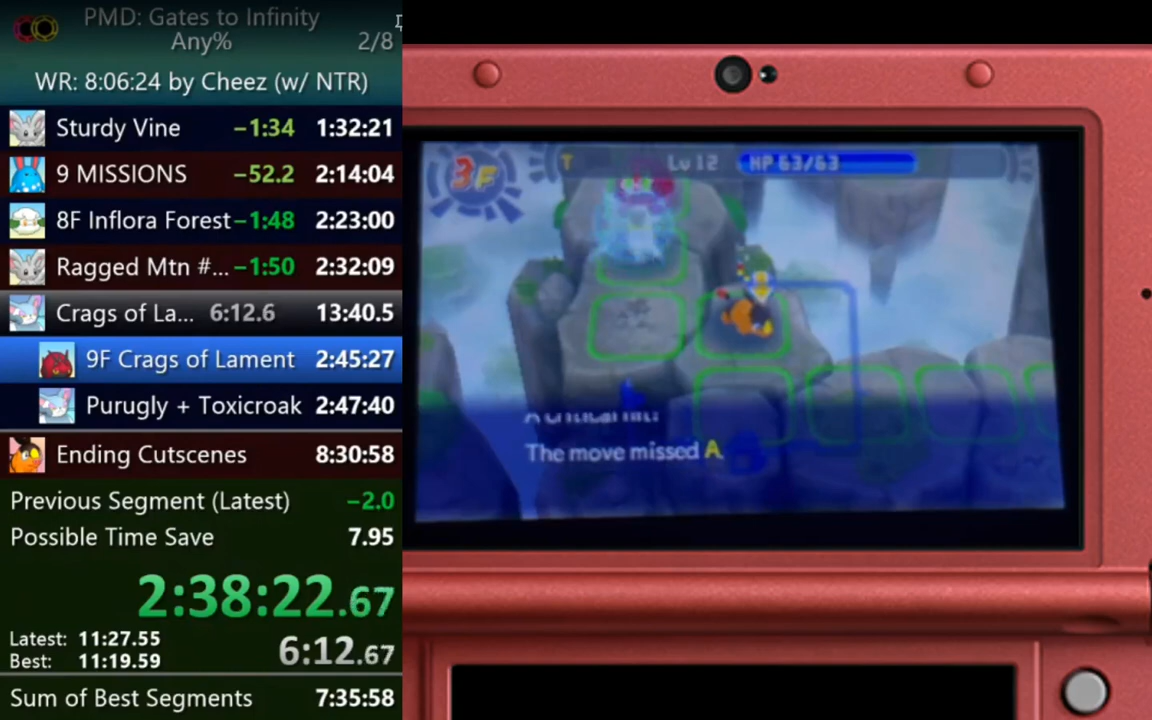 PMD: Gates to Infinity
Any% 2/8
WR: 8:06:24 by Cheez (w/ NTR)
Sturdy Vine −1:34 1:32:21
9 MISSIONS −52.2 2:14:04
8F Inflora Forest −1:48 2:23:00
Ragged Mtn #... −1:50 2:32:09
Crags of La... 6:12.6 13:40.5
9F Crags of Lament 2:45:27
Purugly + Toxicroak 2:47:40
Ending Cutscenes 8:30:58
Previous Segment (Latest) −2.0
Possible Time Save 7.95
2:38:22.67
Latest: 11:27.55
Best: 11:19.59
6:12.67
Sum of Best Segments 7:35:58
3F T Lv 12 HP 63/63
The move missed A.